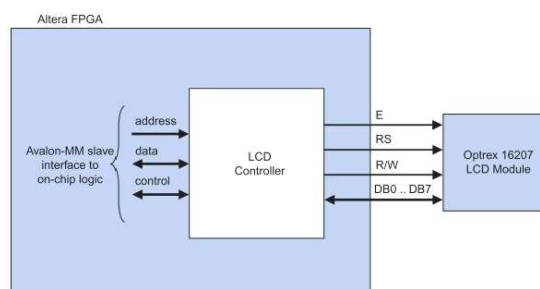 Altera FPGA
address
Avalon-MM slave
interface to
on-chip logic
data
control
LCD
Controller
E
RS
R/W
DB0 .. DB7
Optrex 16207
LCD Module